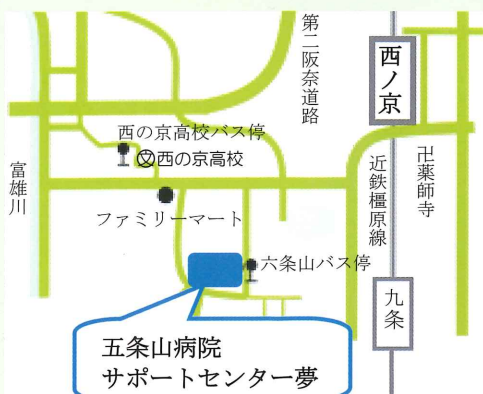 第二阪奈道路
西ノ京
西の京高校バス停
西の京高校
富雄川
ファミリーマート
近鉄橿原線
卍薬師寺
六条山バス停
九条
五条山病院
サポートセンター夢